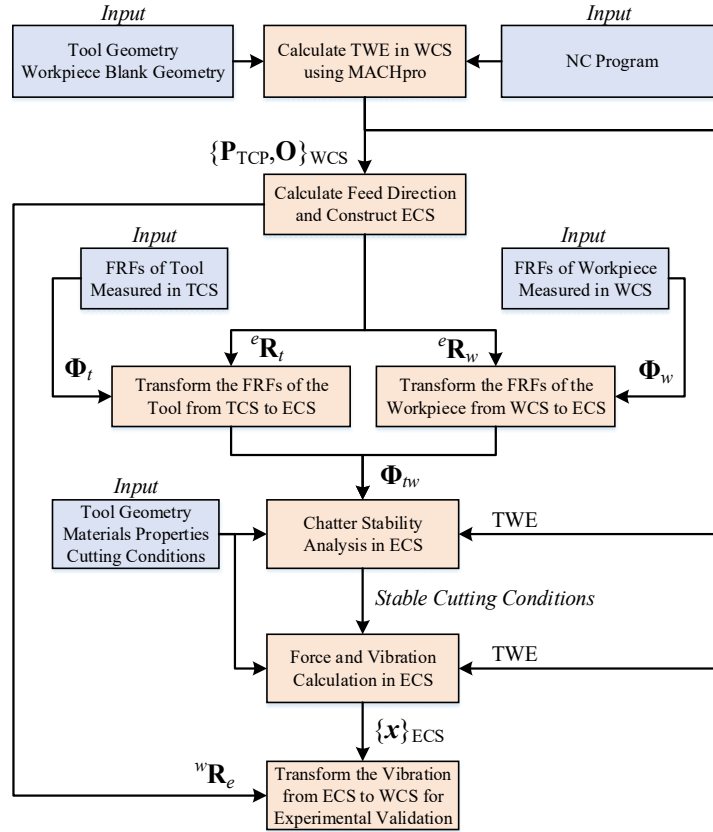 Input
Input
Tool Geometry
Workpiece Blank Geometry
Calculate TWE in WCS
using MACHpro
NC Program
{P_TCP,O}_WCS
Calculate Feed Direction
and Construct ECS
Input
Input
FRFs of Tool
Measured in TCS
FRFs of Workpiece
Measured in WCS
^eR_t
^eR_w
Φ_t
Φ_w
Transform the FRFs of the
Tool from TCS to ECS
Transform the FRFs of the
Workpiece from WCS to ECS
Φ_tw
Input
Tool Geometry
Materials Properties
Cutting Conditions
Chatter Stability
Analysis in ECS
TWE
Stable Cutting Conditions
Force and Vibration
Calculation in ECS
TWE
{x}_ECS
^wR_e
Transform the Vibration
from ECS to WCS for
Experimental Validation